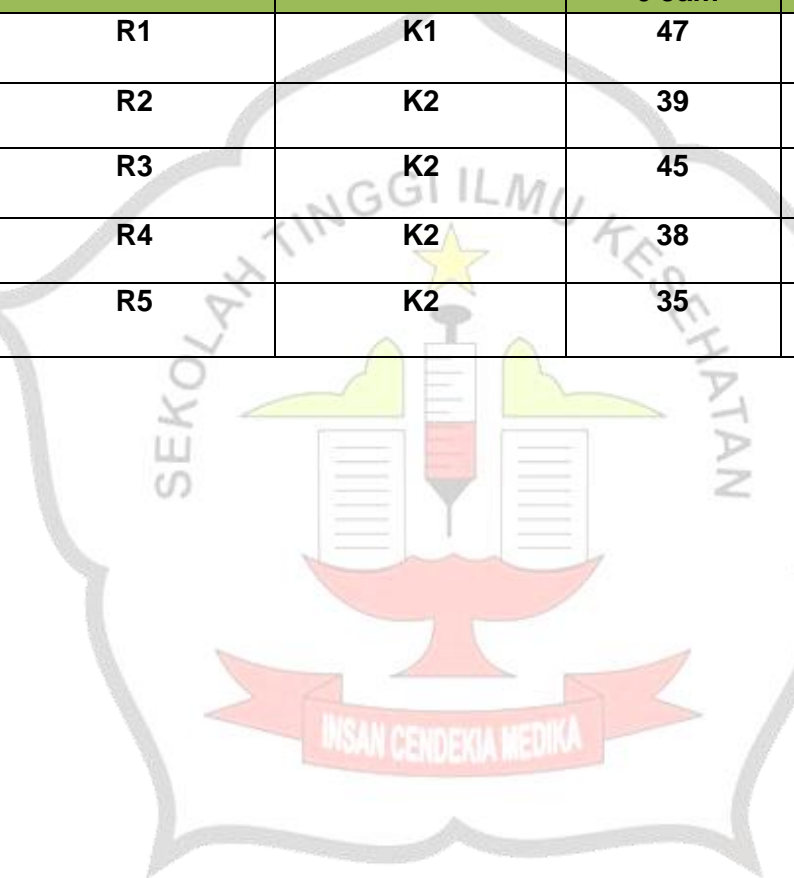 R1 K1 47
R2 K2 39
R3 K2 45
R4 K2 38
R5 K2 35
SEKOLAH TINGGI ILMU KESEHATAN
INSAN CENDEKIA MEDIKA